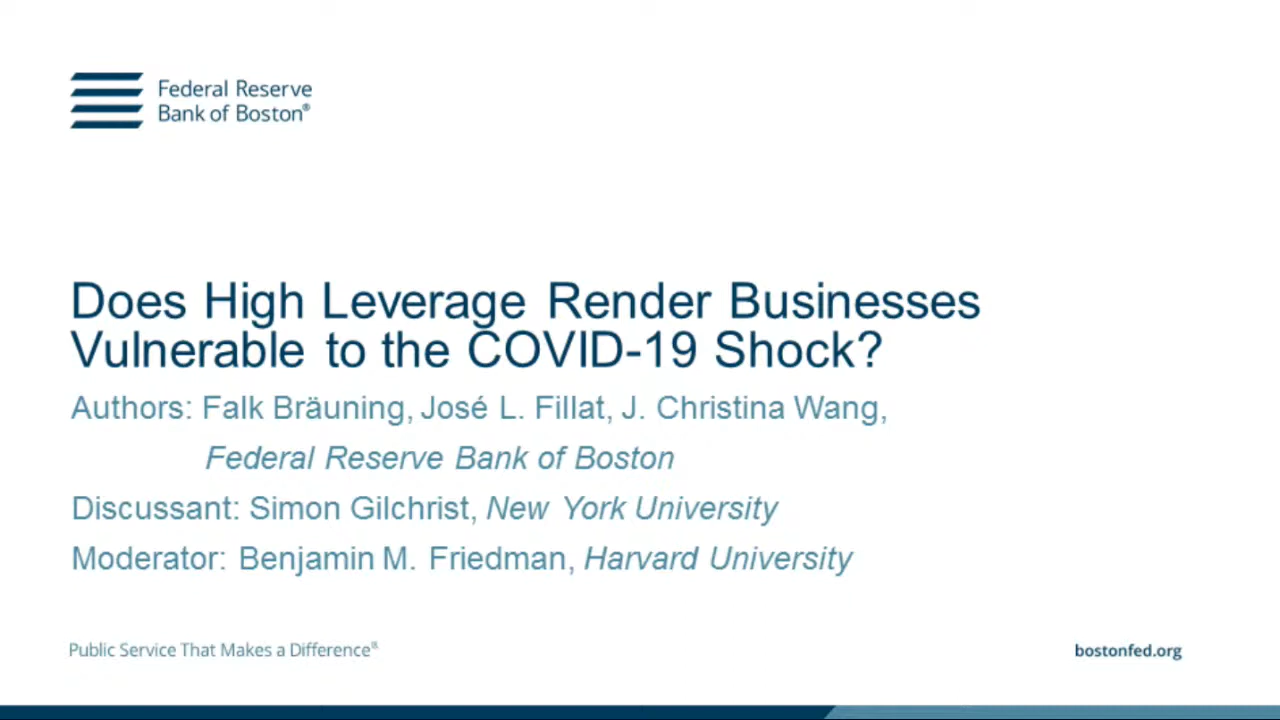 Federal Reserve
Bank of Boston®
Does High Leverage Render Businesses
Vulnerable to the COVID-19 Shock?
Authors: Falk Bräuning, José L. Fillat, J. Christina Wang,
Federal Reserve Bank of Boston
Discussant: Simon Gilchrist, New York University
Moderator: Benjamin M. Friedman, Harvard University
Public Service That Makes a Difference®
bostonfed.org